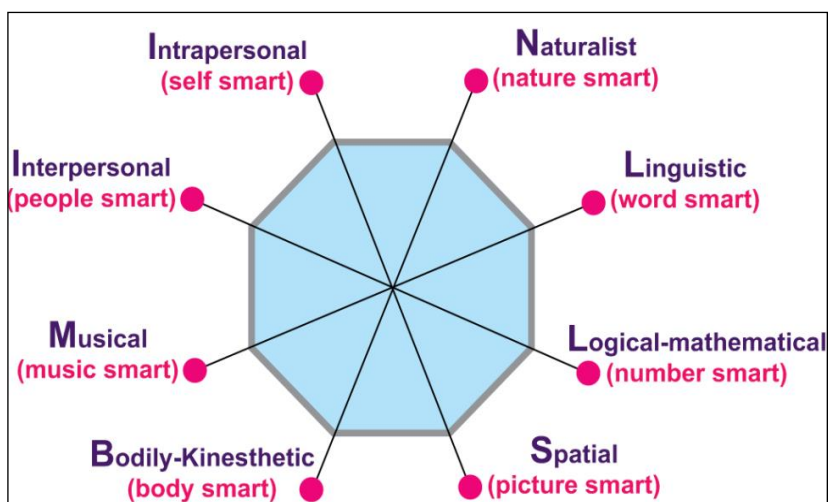 Intrapersonal
(self smart)
Naturalist
(nature smart)
Interpersonal
(people smart)
Linguistic
(word smart)
Musical
(music smart)
Logical-mathematical
(number smart)
Bodily-Kinesthetic
(body smart)
Spatial
(picture smart)